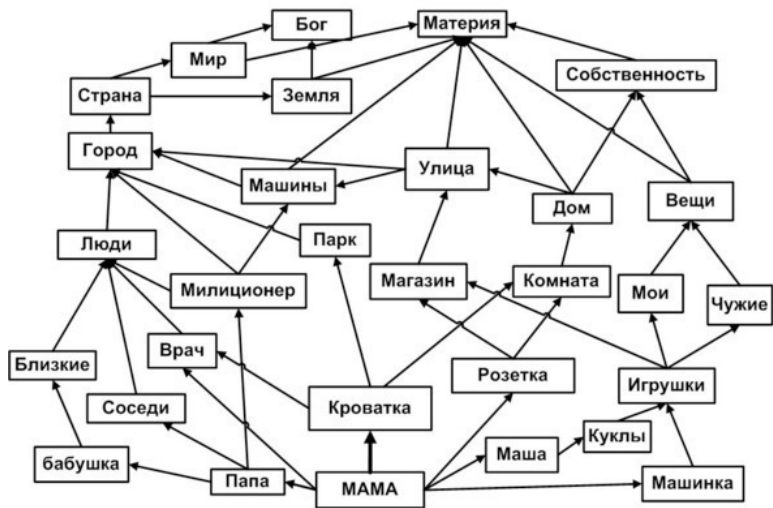 Бог
Материя
Мир
Собственность
Страна
Земля
Город
Машины
Улица
Дом
Вещи
Люди
Парк
Милиционер
Магазин
Комната
Мои
Чужие
Близкие
Врач
Соседи
Кроватка
Розетка
Игрушки
бабушка
Папа
МАМА
Маша
Куклы
Машинка